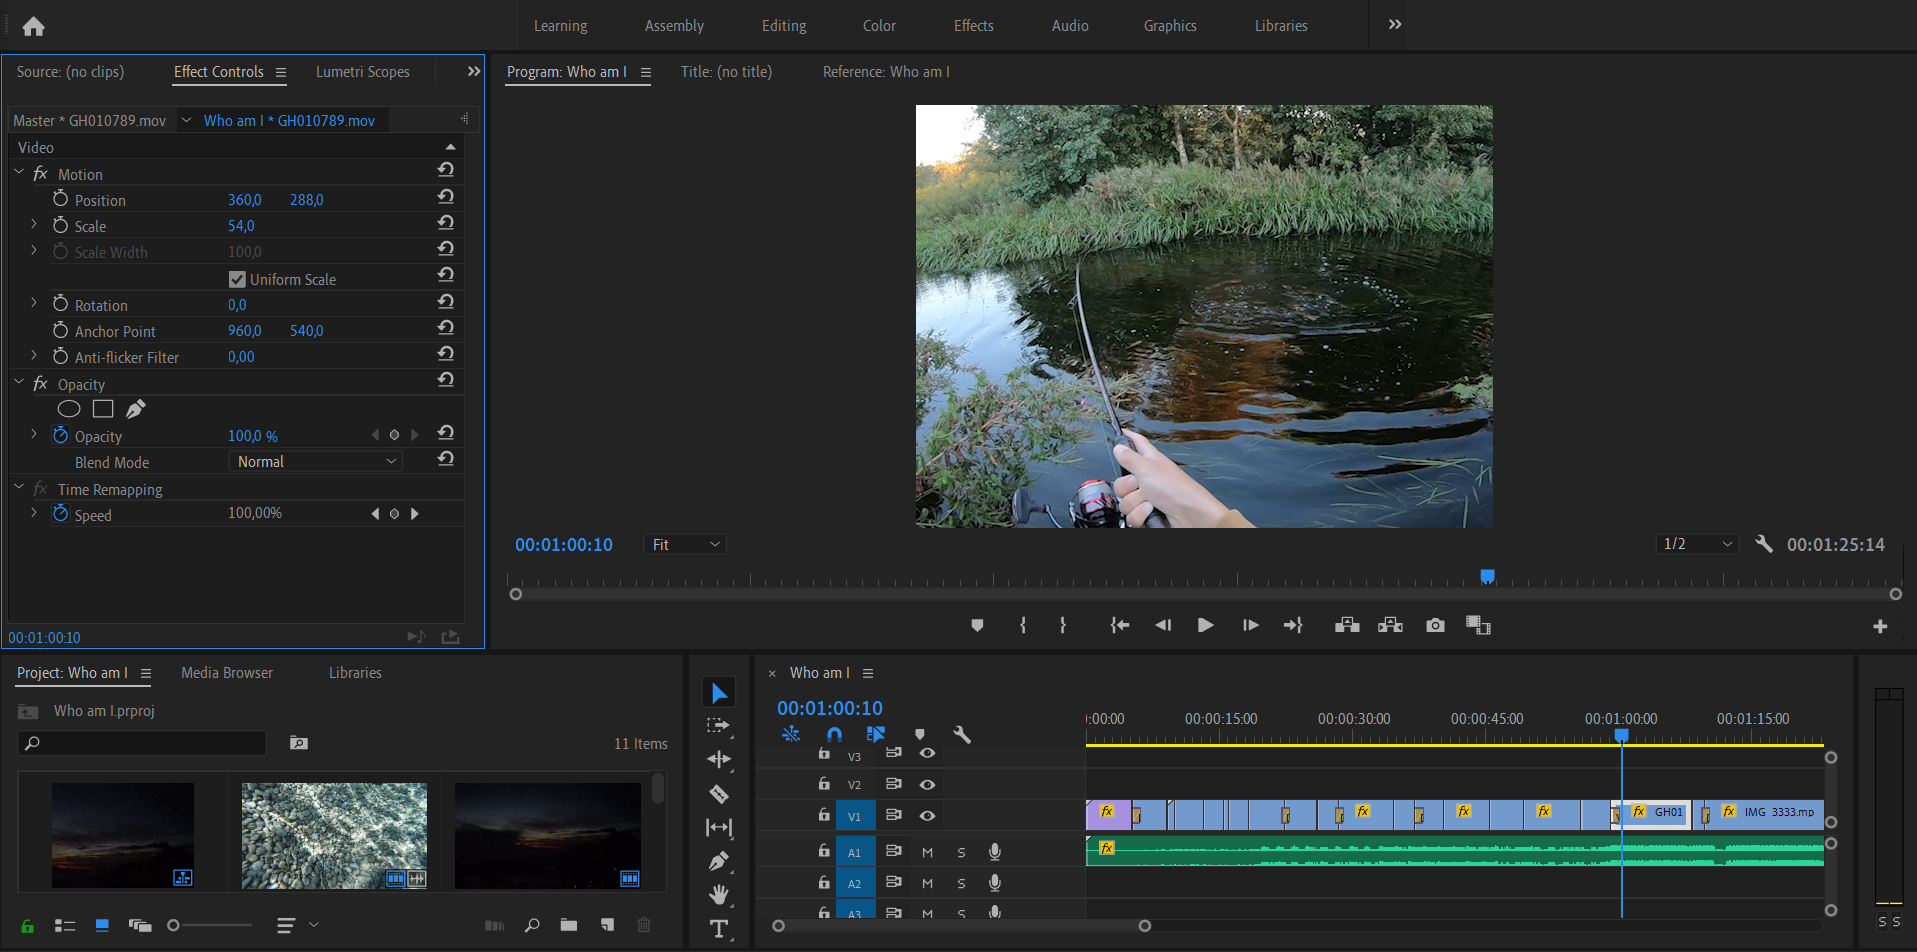 Learning Assembly Editing Color Effects Audio Graphics Libraries
Source: (no clips) Effect Controls Lumetri Scopes
Program: Who am I Title: (no title) Reference: Who am I
Master * GH010789.mov Who am I * GH010789.mov
Video
fx Motion
Position 360,0 288,0
Scale 54,0
Scale Width 100,0
Uniform Scale
Rotation 0,0
Anchor Point 960,0 540,0
Anti-flicker Filter 0,00
fx Opacity
Opacity 100,0 %
Blend Mode Normal
fx Time Remapping
Speed 100,00%
00:01:00:10
00:01:00:10 Fit 1/2 00:01:25:14
Project: Who am I Media Browser Libraries
Who am I.prproj
11 Items
T
× Who am I
00:01:00:10
:00:00 00:00:15:00 00:00:30:00 00:00:45:00 00:01:00:00 00:01:15:00
V3
V2
V1 fx fx fx fx fx GH01 fx IMG_3333.mp
A1 M S fx
A2 M S
A3 M S
S S